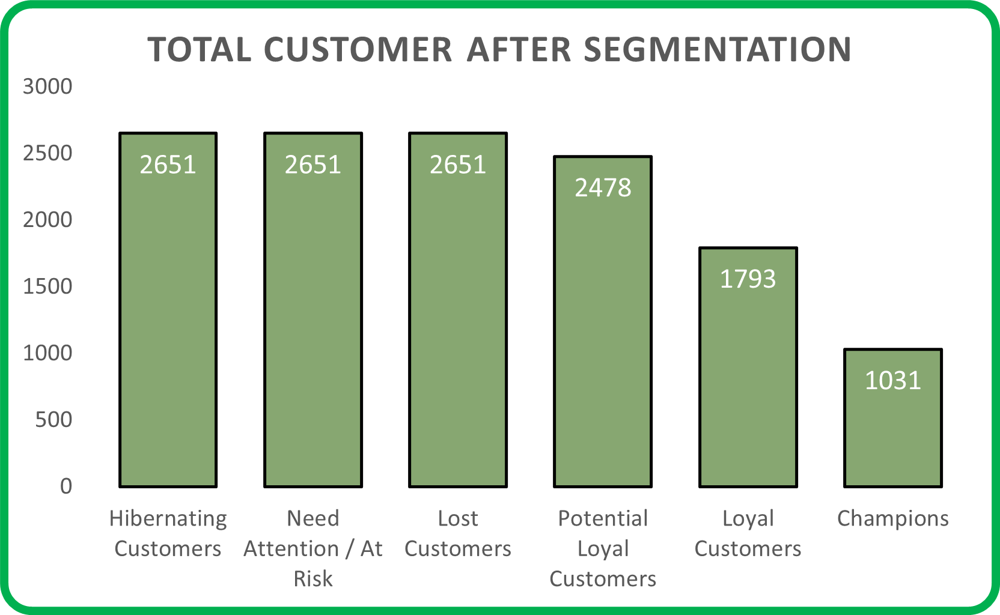 TOTAL CUSTOMER AFTER SEGMENTATION
3000
2500
2000
1500
1000
500
0
2651
2651
2651
2478
1793
1031
Hibernating
Customers
Need
Attention / At
Risk
Lost
Customers
Potential
Loyal
Customers
Loyal
Customers
Champions